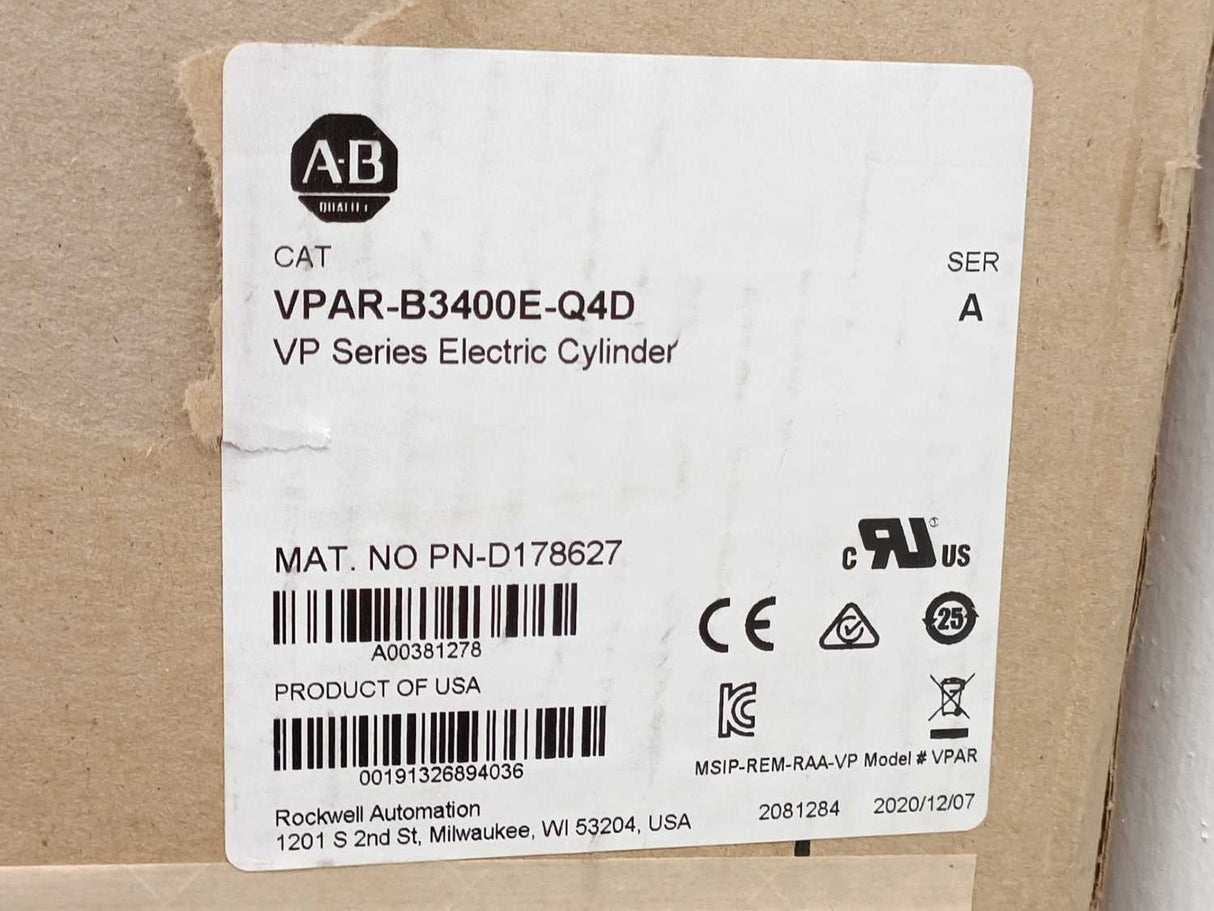 A-B
QUALITY
CAT
SER
VPAR-B3400E-Q4D
A
VP Series Electric Cylinder
MAT. NO PN-D178627
c RU US
A00381278
CE
25
PRODUCT OF USA
00191326894036
MSIP-REM-RAA-VP Model # VPAR
Rockwell Automation
2081284 2020/12/07
1201 S 2nd St, Milwaukee, WI 53204, USA